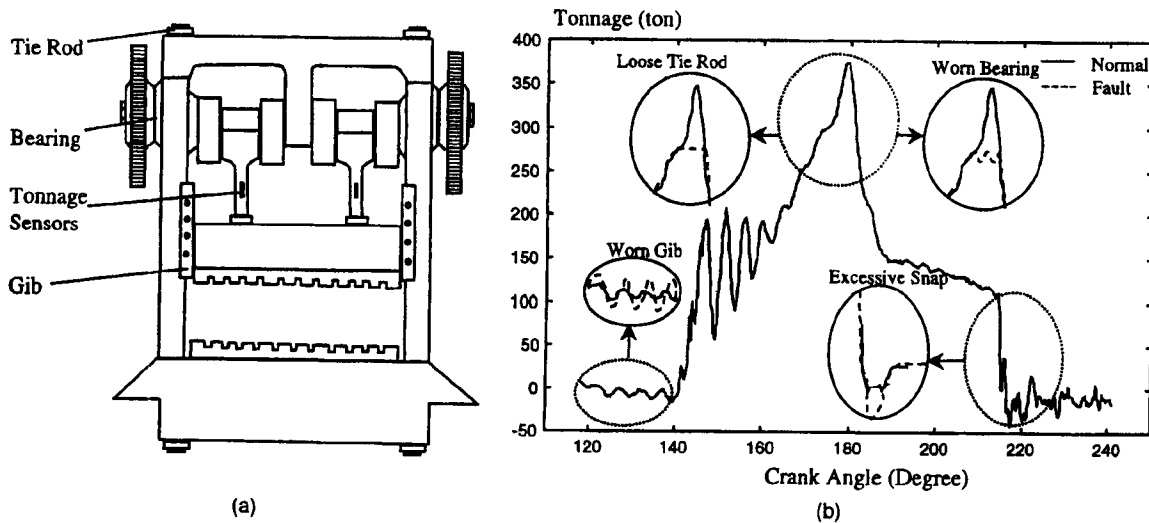 Tie Rod
Bearing
Tonnage
Sensors
Gib
(a)
Tonnage (ton)
400
350
300
250
200
150
100
50
0
-50
Loose Tie Rod
Worn Bearing
Normal
Fault
Worn Gib
Excessive Snap
120
140
160
180
200
220
240
Crank Angle (Degree)
(b)